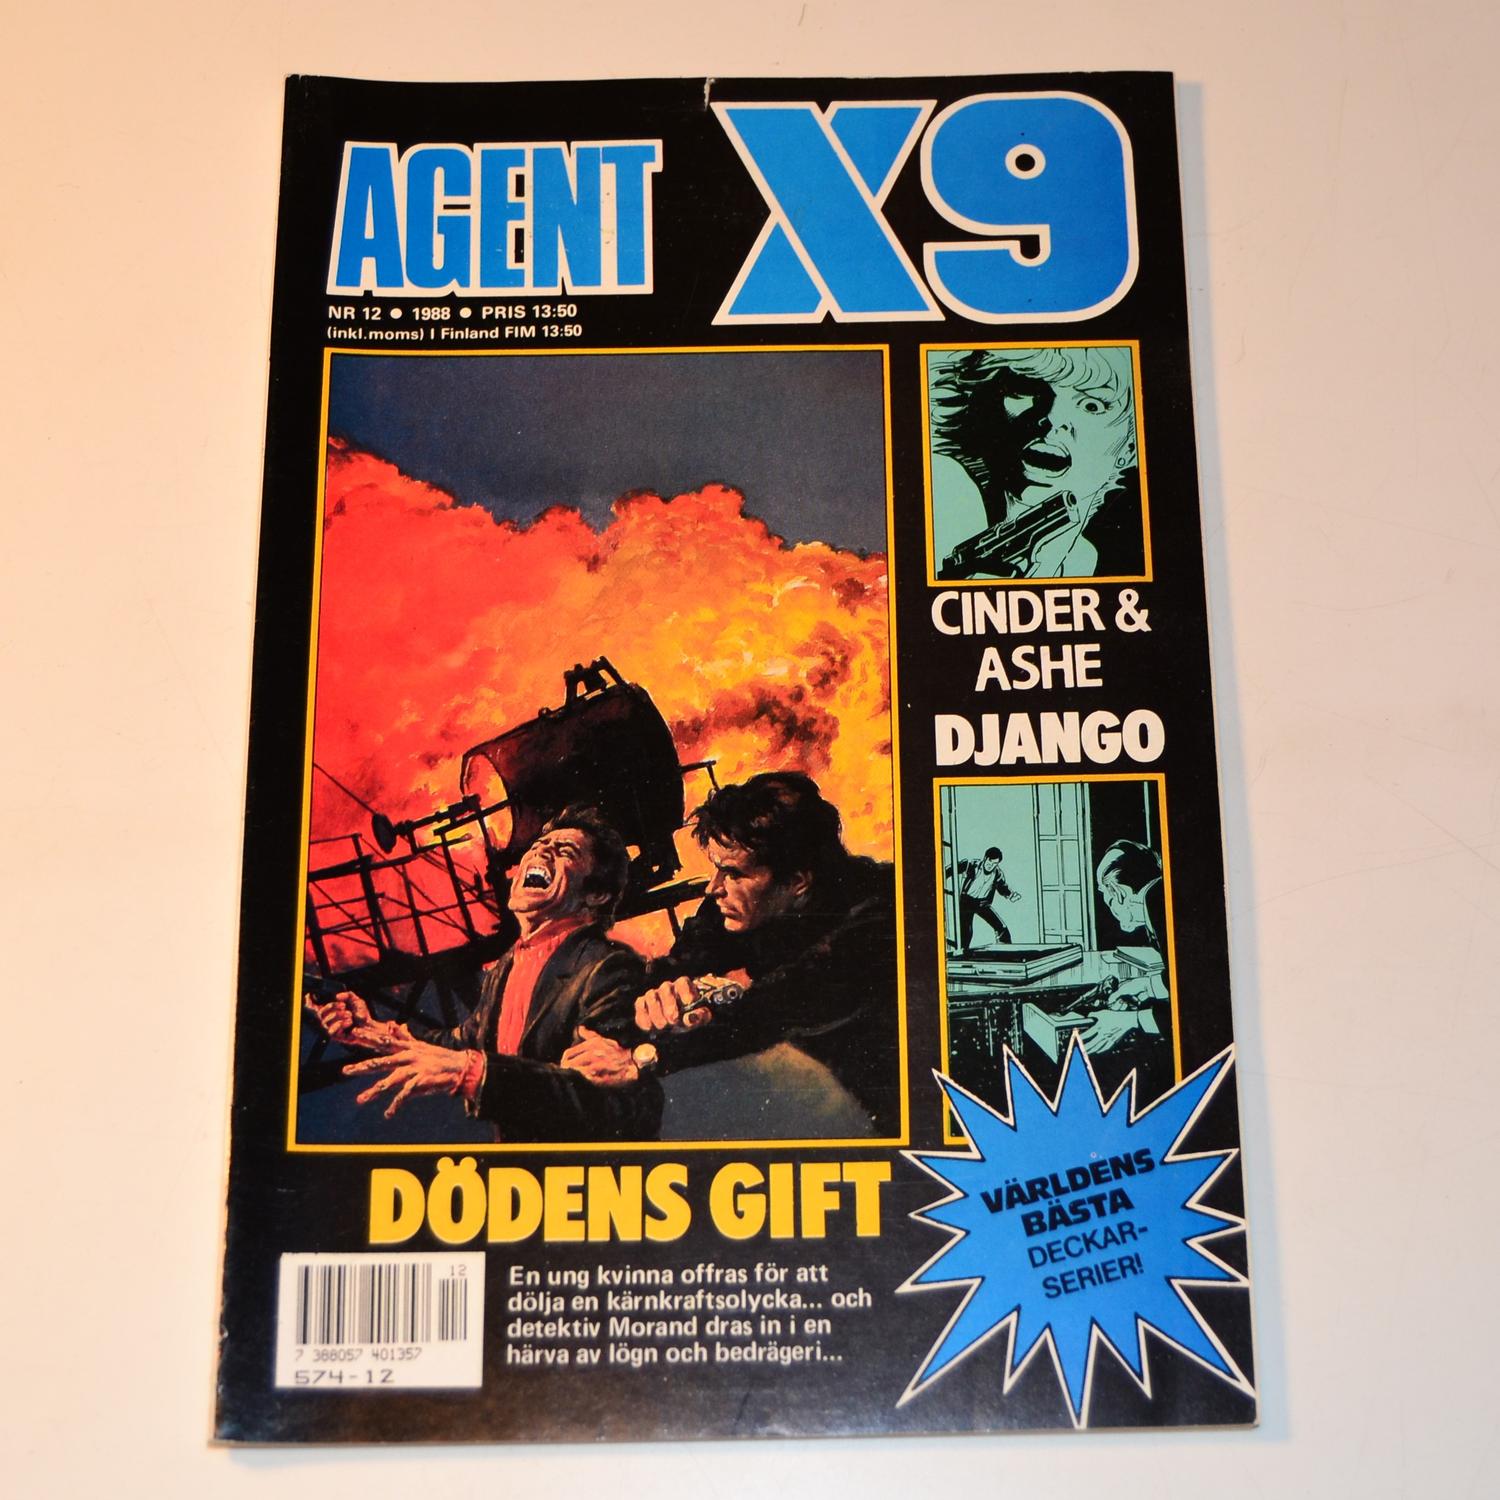 AGENT X9
NR 12 ● 1988 ● PRIS 13:50
(inkl.moms) I Finland FIM 13:50
CINDER &
ASHE
DJANGO
DÖDENS GIFT
En ung kvinna offras för att
dölja en kärnkraftsolycka... och
detektiv Morand dras in i en
härva av lögn och bedrägeri...
VÄRLDENS
BÄSTA
DECKAR-
SERIER!
12
7 388057 401357
574-12